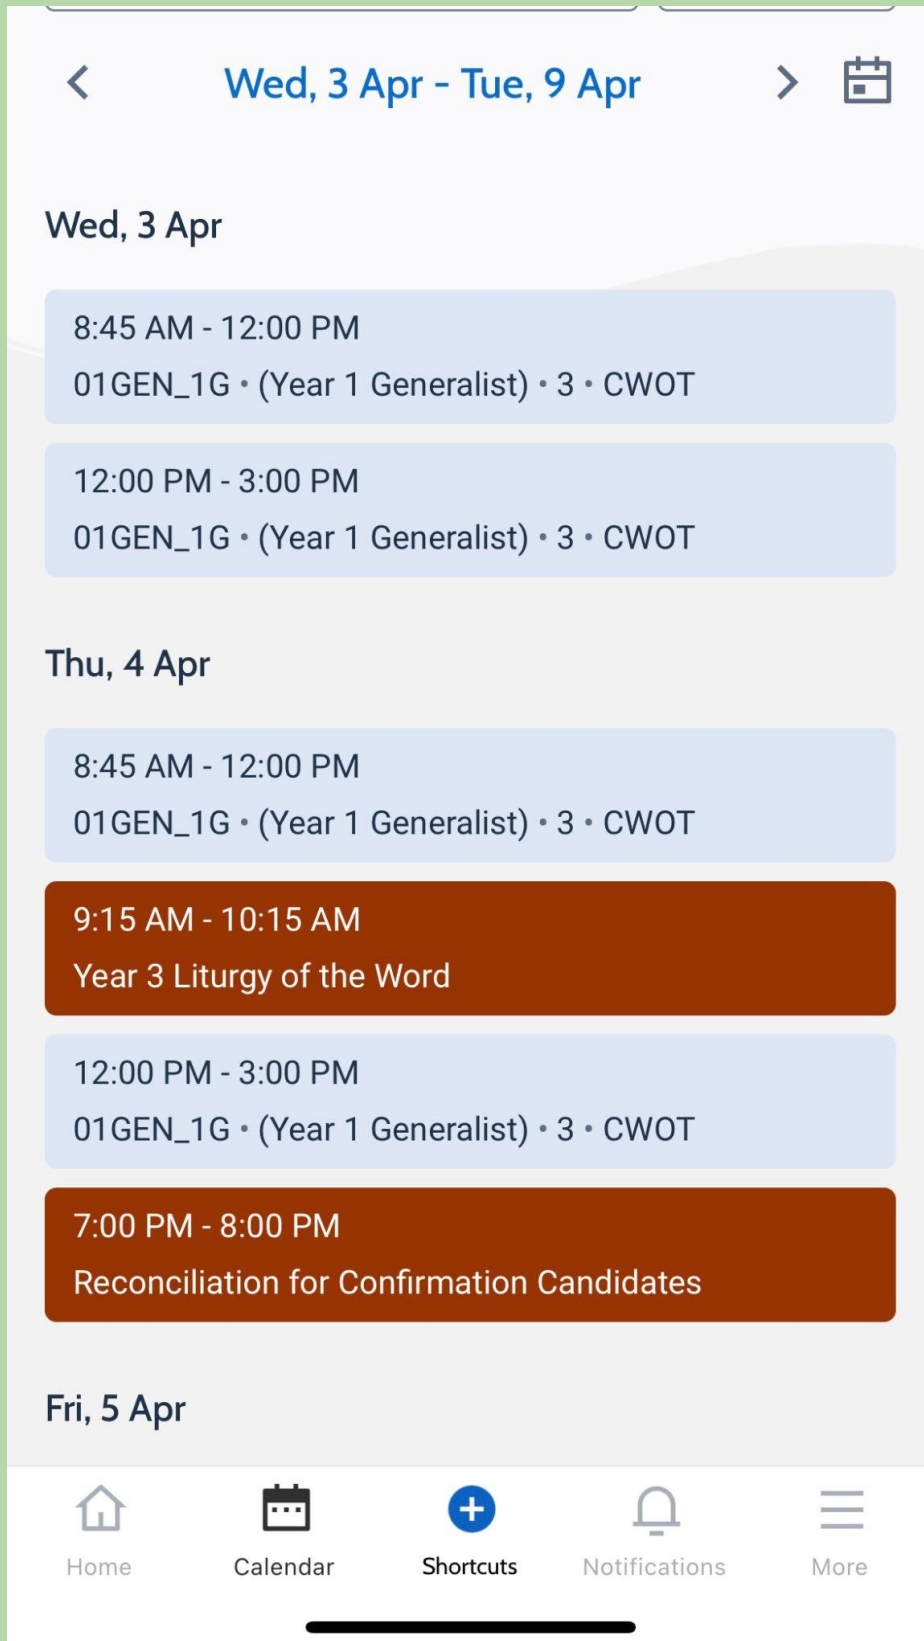 Wed, 3 Apr - Tue, 9 Apr
Wed, 3 Apr
8:45 AM - 12:00 PM
01GEN_1G • (Year 1 Generalist) • 3 • CWOT
12:00 PM - 3:00 PM
01GEN_1G • (Year 1 Generalist) • 3 • CWOT
Thu, 4 Apr
8:45 AM - 12:00 PM
01GEN_1G • (Year 1 Generalist) • 3 • CWOT
9:15 AM - 10:15 AM
Year 3 Liturgy of the Word
12:00 PM - 3:00 PM
01GEN_1G • (Year 1 Generalist) • 3 • CWOT
7:00 PM - 8:00 PM
Reconciliation for Confirmation Candidates
Fri, 5 Apr
Home Calendar Shortcuts Notifications More